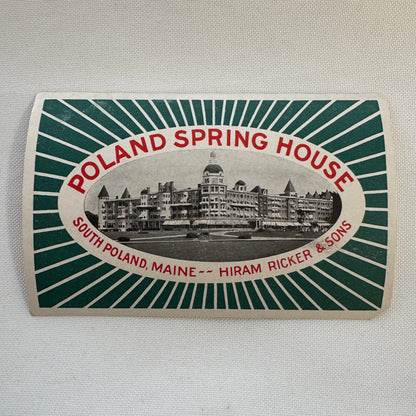 POLAND SPRING HOUSE
SOUTH POLAND, MAINE-- HIRAM RICKER & SONS